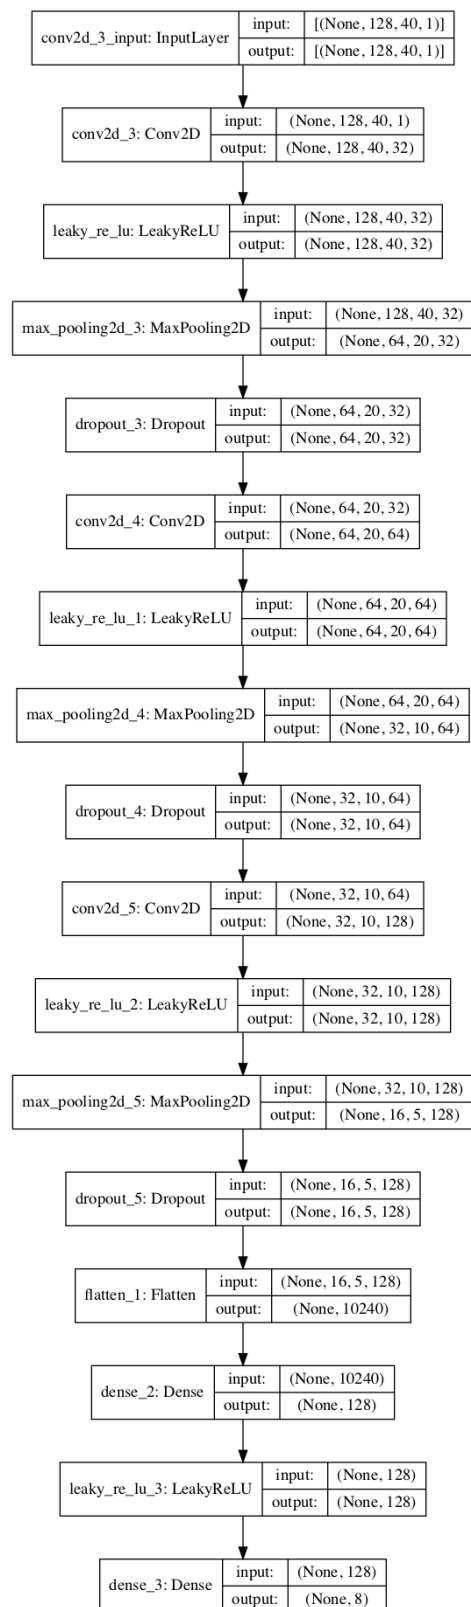 conv2d_3_input: InputLayer input: [(None, 128, 40, 1)]
output: [(None, 128, 40, 1)]
conv2d_3: Conv2D input: (None, 128, 40, 1)
output: (None, 128, 40, 32)
leaky_re_lu: LeakyReLU input: (None, 128, 40, 32)
output: (None, 128, 40, 32)
max_pooling2d_3: MaxPooling2D input: (None, 128, 40, 32)
output: (None, 64, 20, 32)
dropout_3: Dropout input: (None, 64, 20, 32)
output: (None, 64, 20, 32)
conv2d_4: Conv2D input: (None, 64, 20, 32)
output: (None, 64, 20, 64)
leaky_re_lu_1: LeakyReLU input: (None, 64, 20, 64)
output: (None, 64, 20, 64)
max_pooling2d_4: MaxPooling2D input: (None, 64, 20, 64)
output: (None, 32, 10, 64)
dropout_4: Dropout input: (None, 32, 10, 64)
output: (None, 32, 10, 64)
conv2d_5: Conv2D input: (None, 32, 10, 64)
output: (None, 32, 10, 128)
leaky_re_lu_2: LeakyReLU input: (None, 32, 10, 128)
output: (None, 32, 10, 128)
max_pooling2d_5: MaxPooling2D input: (None, 32, 10, 128)
output: (None, 16, 5, 128)
dropout_5: Dropout input: (None, 16, 5, 128)
output: (None, 16, 5, 128)
flatten_1: Flatten input: (None, 16, 5, 128)
output: (None, 10240)
dense_2: Dense input: (None, 10240)
output: (None, 128)
leaky_re_lu_3: LeakyReLU input: (None, 128)
output: (None, 128)
dense_3: Dense input: (None, 128)
output: (None, 8)